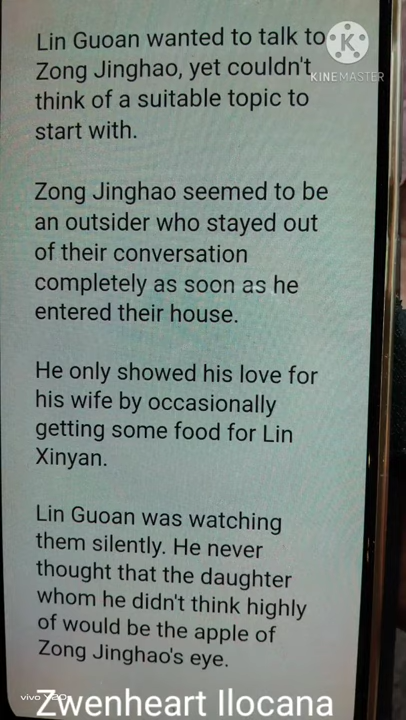 Lin Guoan wanted to talk to
Zong Jinghao, yet couldn't
think of a suitable topic to
start with.
Zong Jinghao seemed to be
an outsider who stayed out
of their conversation
completely as soon as he
entered their house.
He only showed his love for
his wife by occasionally
getting some food for Lin
Xinyan.
Lin Guoan was watching
them silently. He never
thought that the daughter
whom he didn't think highly
of would be the apple of
Zong Jinghao's eye.
K
KINEMASTER
vivo Y20
Zwenheart Ilocana